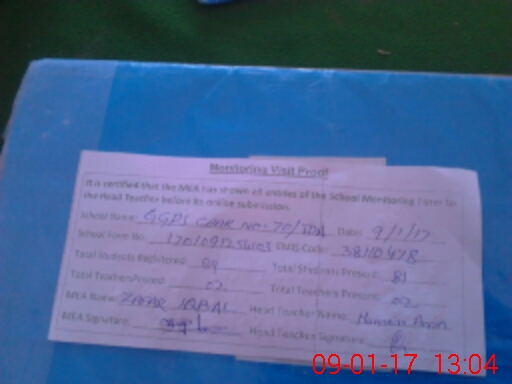 Monitoring Visit Proof
It is certified that the MEA has shown all entries of the School Monitoring Form to
the Head Teacher before its online submission.
School Name: GGPS CHAK NO. 70/ Date: 9/1/17
School Form No: EMIS Code: 38110478
Total Students Registered: 89 Total Students Present: 81
Total Teachers Posted: 02 Total Teachers Present: 02
MEA Name: ZAFAR IQBAL Head Teacher Name:
MEA Signature: Head Teacher Signature:
09-01-17 13:04